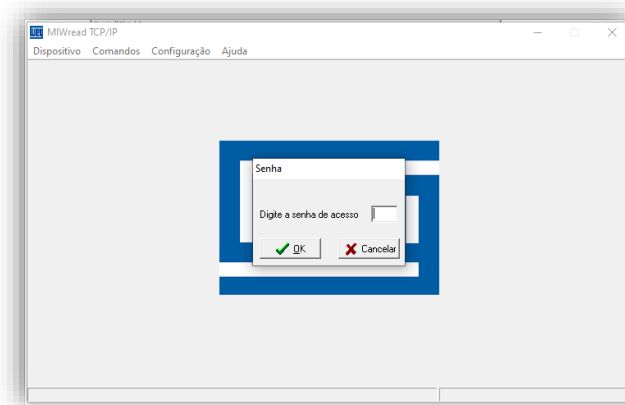 MIWread TCP/IP
Dispositivo Comandos Configuração Ajuda
Senha
Digite a senha de acesso
OK Cancelar